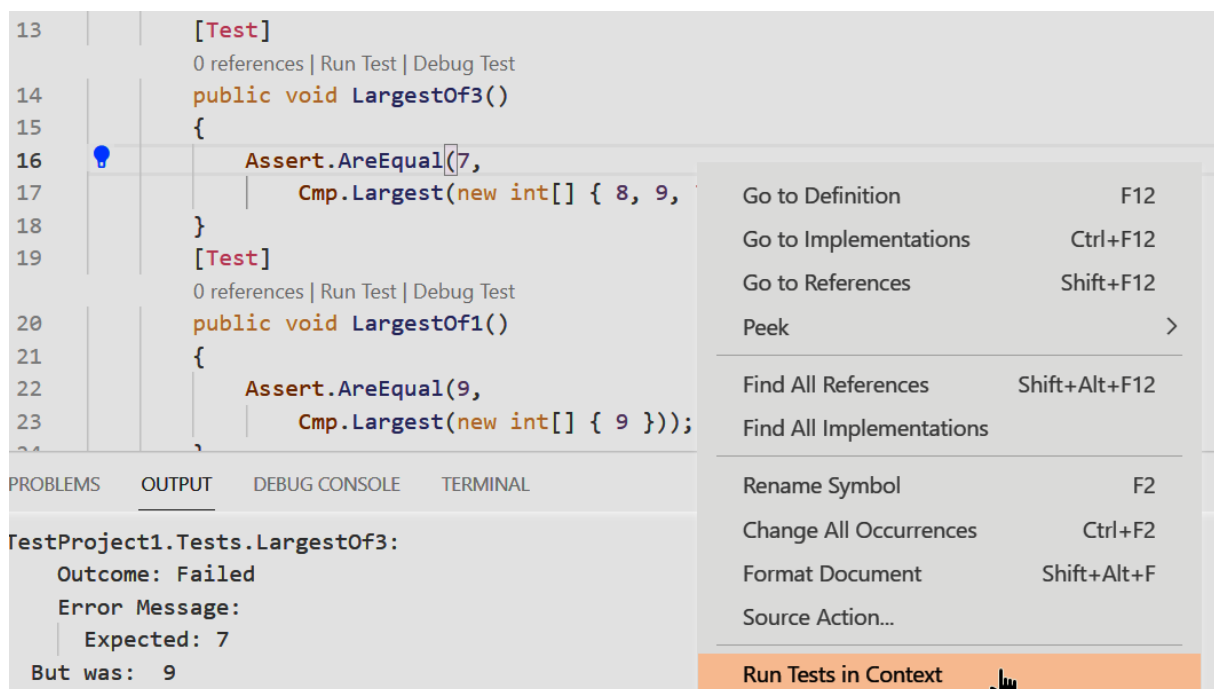 13 [Test]
0 references | Run Test | Debug Test
14 public void LargestOf3()
15 {
16 Assert.AreEqual(7,
17 Cmp.Largest(new int[] { 8, 9,
18 }
19 [Test]
0 references | Run Test | Debug Test
20 public void LargestOf1()
21 {
22 Assert.AreEqual(9,
23 Cmp.Largest(new int[] { 9 }));
Go to Definition F12
Go to Implementations Ctrl+F12
Go to References Shift+F12
Peek
Find All References Shift+Alt+F12
Find All Implementations
Rename Symbol F2
Change All Occurrences Ctrl+F2
Format Document Shift+Alt+F
Source Action...
Run Tests in Context
PROBLEMS OUTPUT DEBUG CONSOLE TERMINAL
TestProject1.Tests.LargestOf3:
Outcome: Failed
Error Message:
Expected: 7
But was: 9